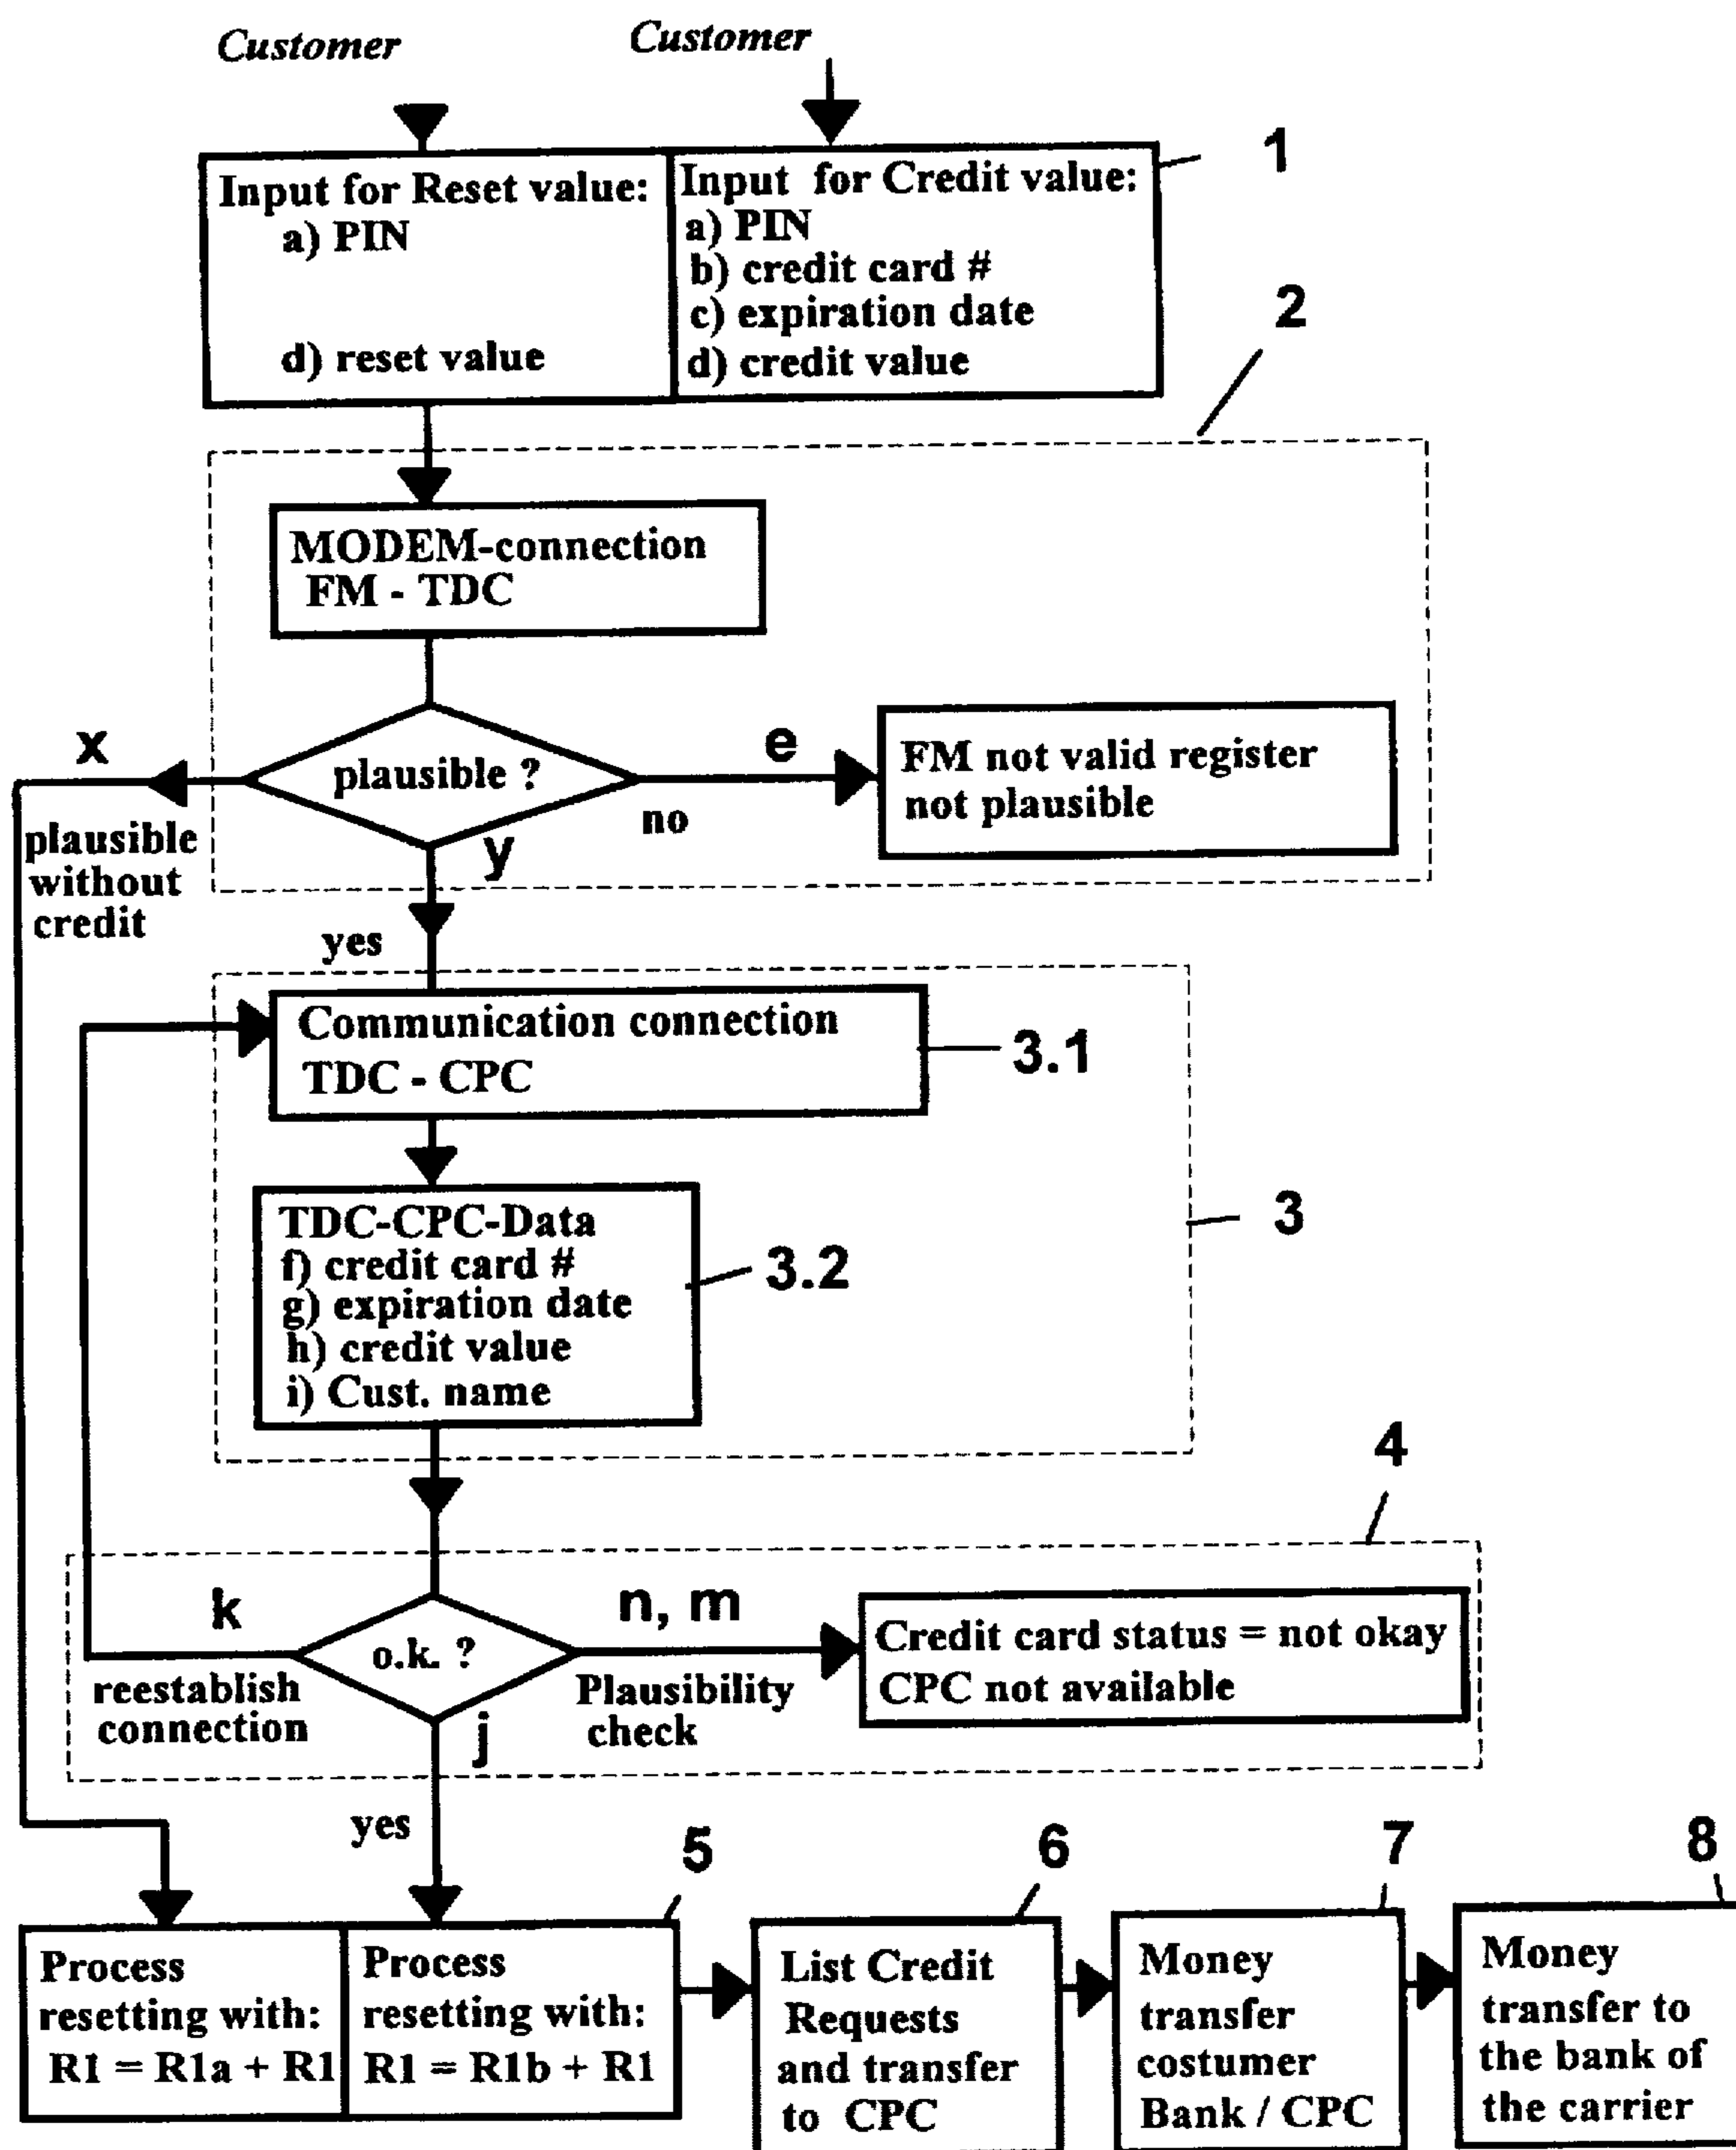 Customer
Customer
1
Input for Reset value:
a) PIN
d) reset value
Input for Credit value:
a) PIN
b) credit card #
c) expiration date
d) credit value
2
MODEM-connection
FM - TDC
x
plausible ?
e
no
FM not valid register
not plausible
plausible
without
credit
y
yes
Communication connection
TDC - CPC
3.1
TDC-CPC-Data
f) credit card #
g) expiration date
h) credit value
i) Cust. name
3.2
3
4
k
o.k. ?
n, m
Credit card status = not okay
CPC not available
reestablish
connection
Plausibility
check
j
yes
5
6
7
8
Process
resetting with:
R1 = R1a + R1
Process
resetting with:
R1 = R1b + R1
List Credit
Requests
and transfer
to CPC
Money
transfer
costumer
Bank / CPC
Money
transfer to
the bank of
the carrier